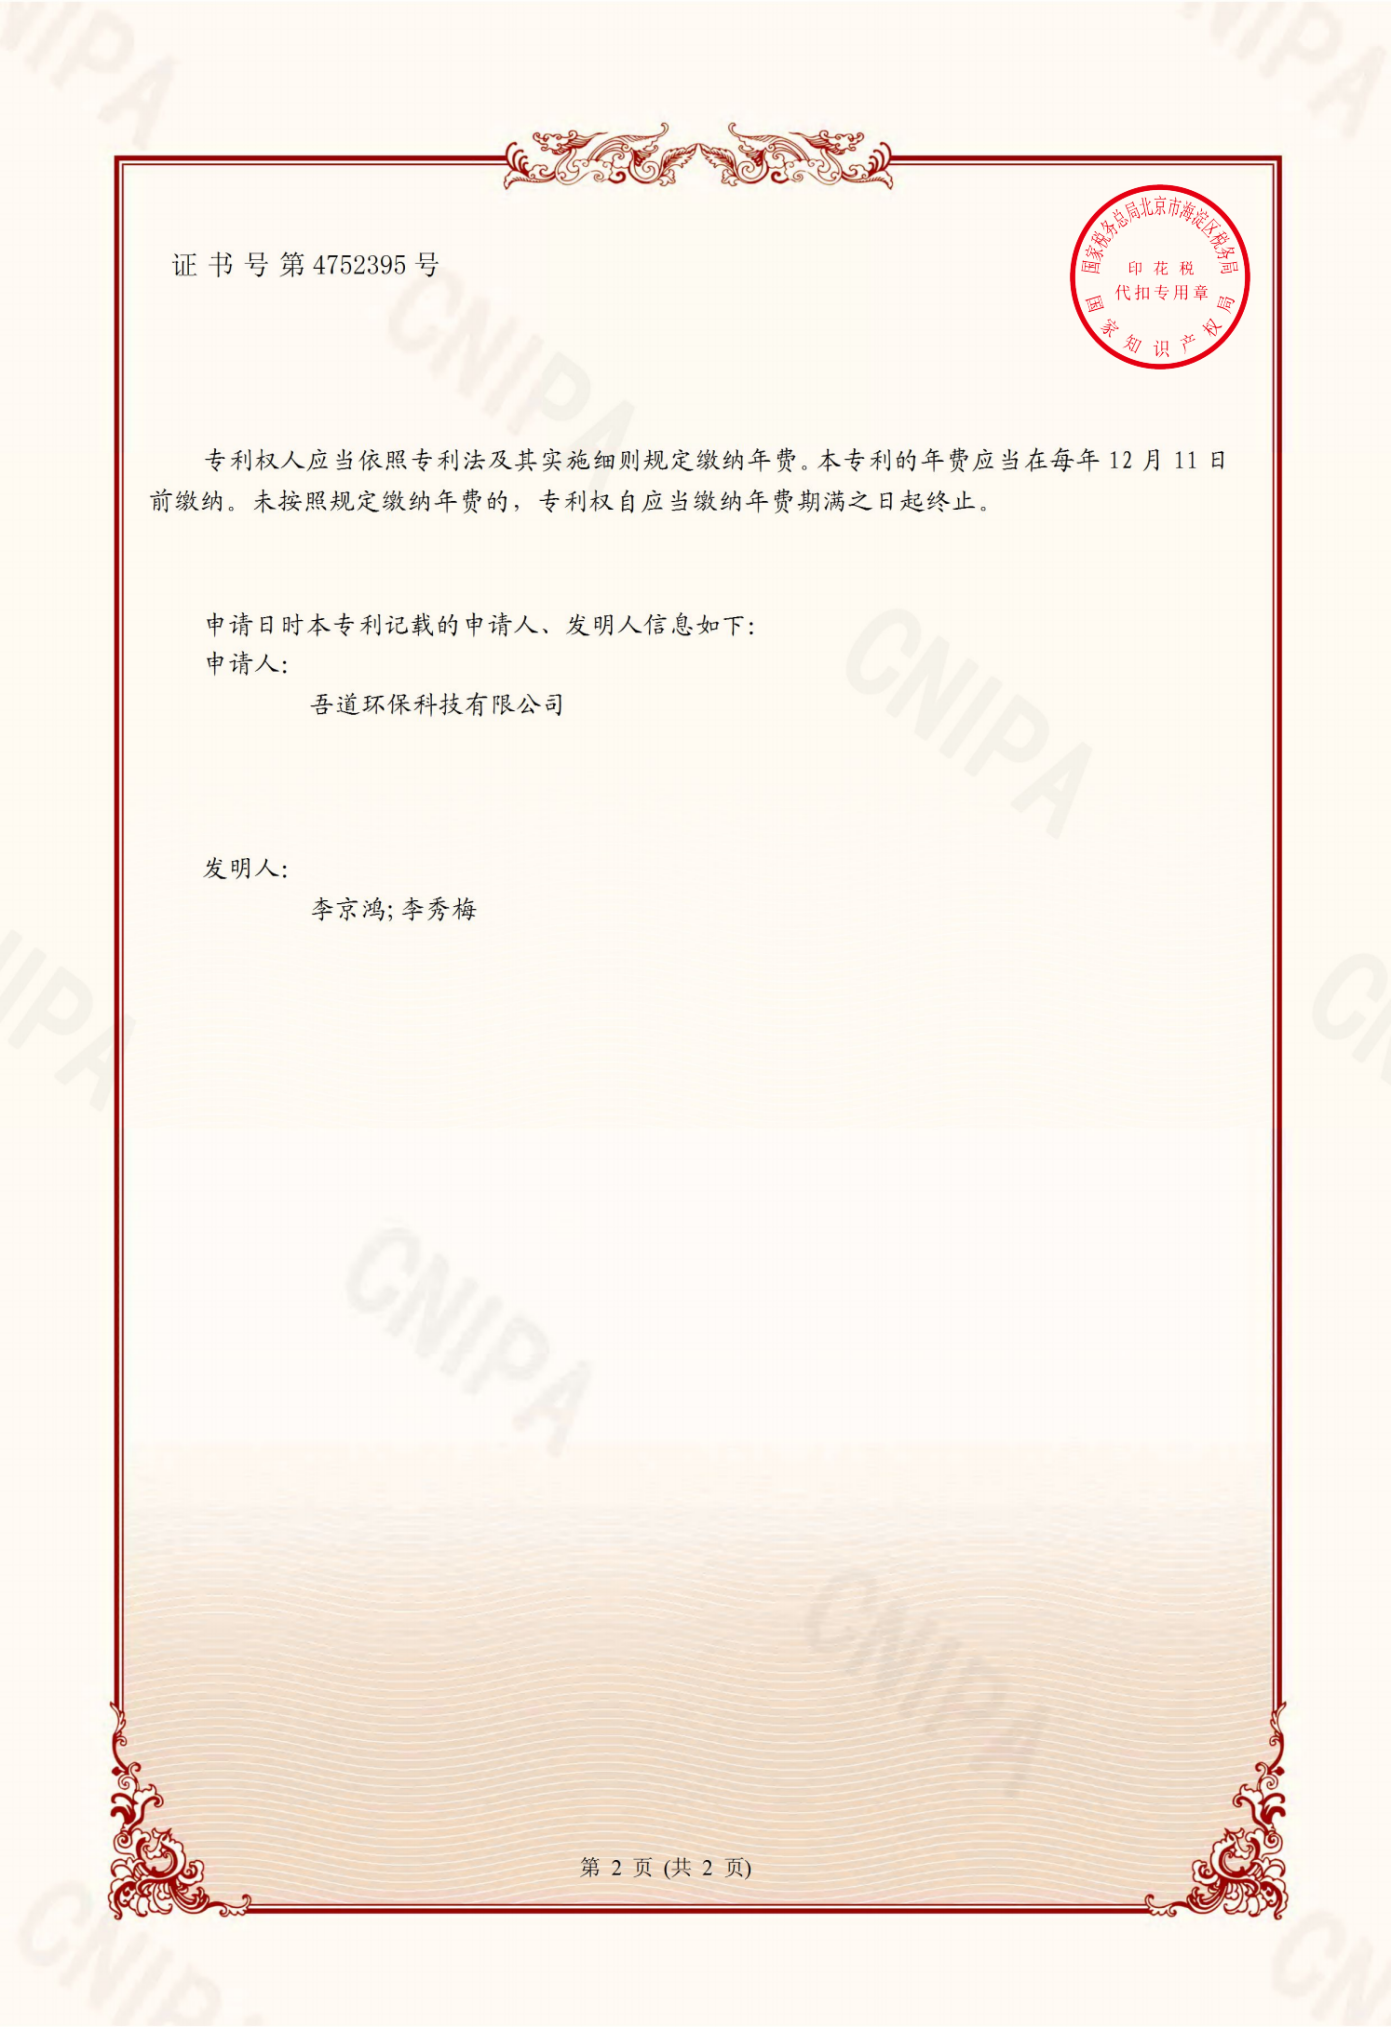 证书号第4752395号
国家税务总局北京市海淀区税务局
印花税
代扣专用章
国家知识产权局
专利权人应当依照专利法及其实施细则规定缴纳年费。本专利的年费应当在每年 12 月 11 日
前缴纳。未按照规定缴纳年费的，专利权自应当缴纳年费期满之日起终止。
申请日时本专利记载的申请人、发明人信息如下：
申请人：
吾道环保科技有限公司
发明人：
李京鸿; 李秀梅
第 2 页 (共 2 页)
CNIPA
CNIPA
CNIPA
CNIPA